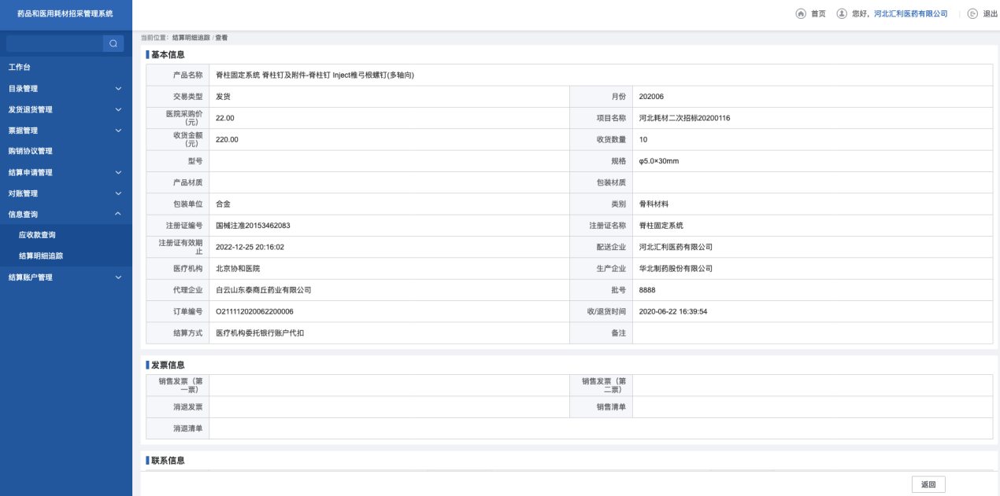 药品和医用耗材招采管理系统
首页 您好，河北汇利医药有限公司 退出
当前位置：结算明细追踪 / 查看
工作台
目录管理
发货退货管理
票据管理
购销协议管理
结算申请管理
对账管理
信息查询
应收款查询
结算明细追踪
结算账户管理
基本信息
产品名称 脊柱固定系统 脊柱钉及附件-脊柱钉 Inject椎弓根螺钉(多轴向)
交易类型 发货 月份 202006
医院采购价
(元) 22.00 项目名称 河北耗材二次招标20200116
收货金额
(元) 220.00 收货数量 10
型号 规格 φ5.0×30mm
产品材质 包装材质
包装单位 合金 类别 骨科材料
注册证编号 国械注准20153462083 注册证名称 脊柱固定系统
注册证有效期
止 2022-12-25 20:16:02 配送企业 河北汇利医药有限公司
医疗机构 北京协和医院 生产企业 华北制药股份有限公司
代理企业 白云山东泰商丘药业有限公司 批号 8888
订单编号 O211112020062200006 收/退货时间 2020-06-22 16:39:54
结算方式 医疗机构委托银行账户代扣 备注
发票信息
销售发票（第
一票） 销售发票（第
二票）
消退发票 销售清单
消退清单
联系信息
返回